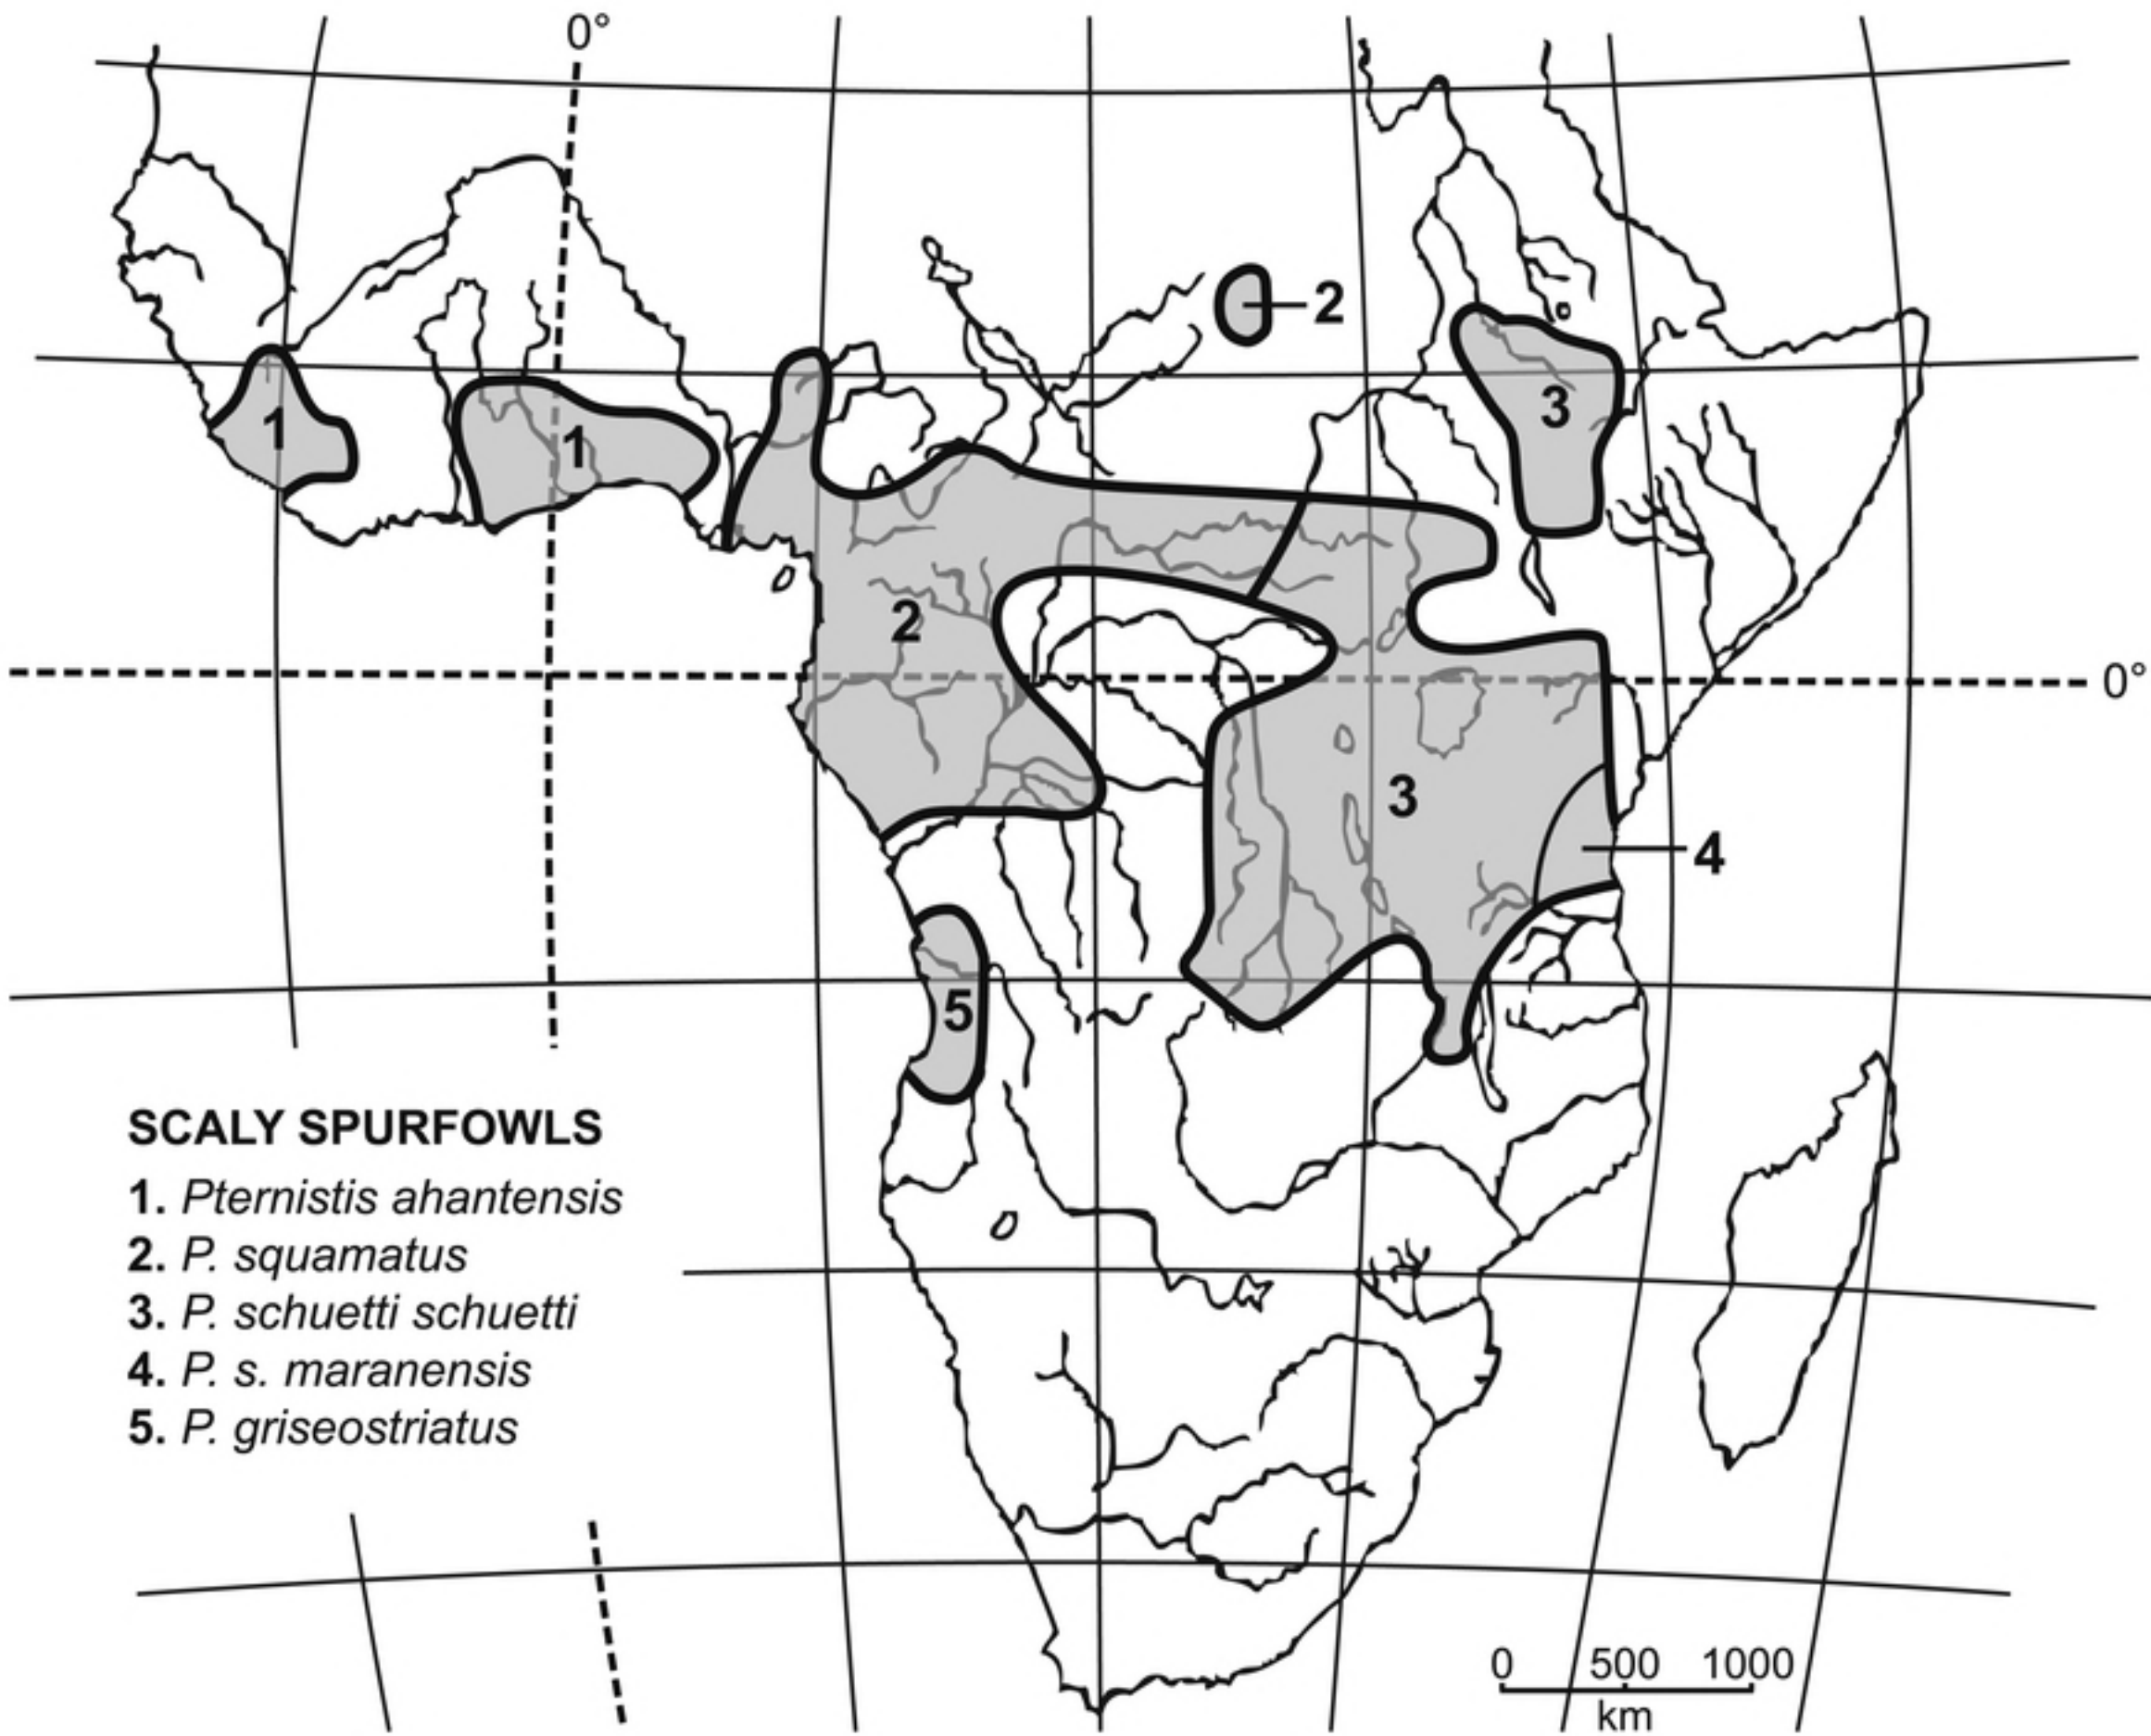 0°
2
3
1
1
2
0°
3
4
5
SCALY SPURFOWLS
1. Pternistis ahantensis
2. P. squamatus
3. P. schuetti schuetti
4. P. s. maranensis
5. P. griseostriatus
0 500 1000
km